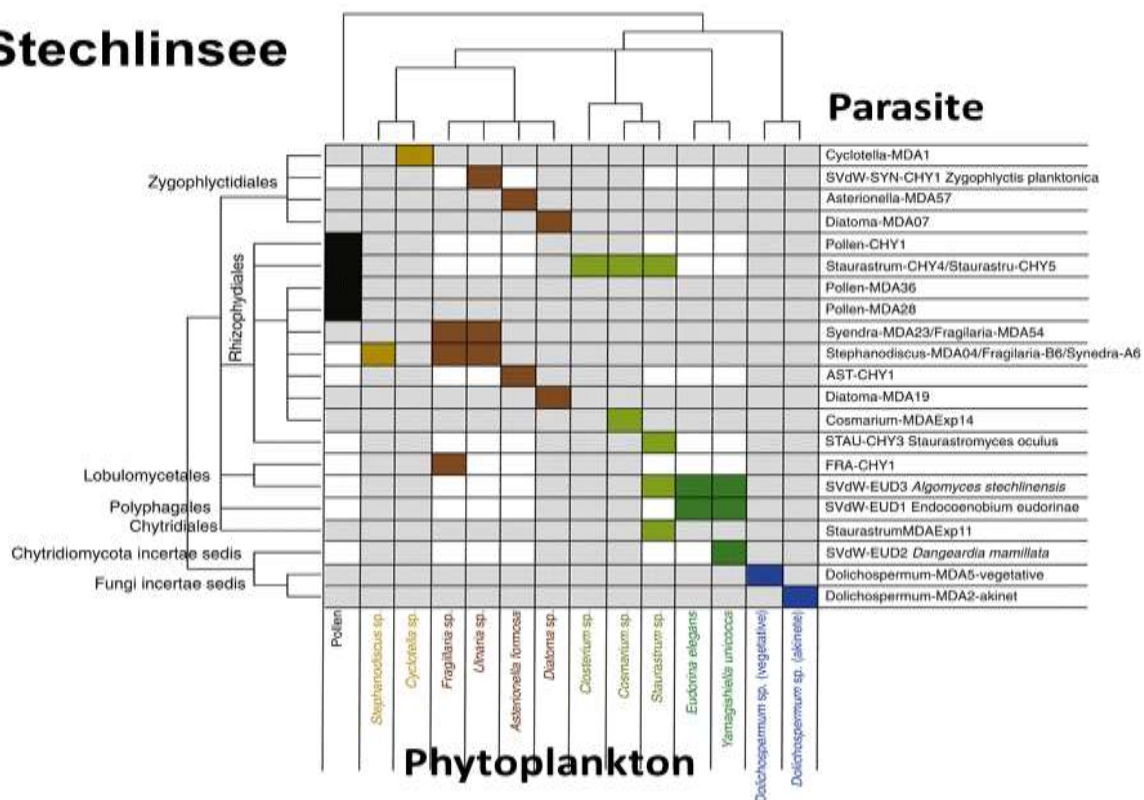 Stechlinsee
Parasite
Zygophlyctidiales
Rhizophydiales
Lobulomycetales
Polyphagales
Chytridiales
Chytridiomycota incertae sedis
Fungi incertae sedis
Cyclotella-MDA1
SVdW-SYN-CHY1 Zygophlyctis planktonica
Asterionella-MDA57
Diatoma-MDA07
Pollen-CHY1
Staurastrum-CHY4/Staurastru-CHY5
Pollen-MDA36
Pollen-MDA28
Syendra-MDA23/Fragilaria-MDA54
Stephanodiscus-MDA04/Fragilaria-B6/Synedra-A6
AST-CHY1
Diatoma-MDA19
Cosmarium-MDAExp14
STAU-CHY3 Staurastromyces oculus
FRA-CHY1
SVdW-EUD3 Algomyces stechlinensis
SVdW-EUD1 Endocoenobium eudorinae
StaurastrumMDAExp11
SVdW-EUD2 Dangeardia mamillata
Dolichospermum-MDA5-vegetative
Dolichospermum-MDA2-akinet
Pollen
Stephanodiscus sp.
Cyclotella sp.
Fragillaria sp.
Ulnaria sp.
Asterionella formosa
Diatoma sp.
Closterium sp.
Cosmarium sp.
Staurastrum sp.
Eudorina elegans
Yamagishiella unicocca
Dolichospermum sp. (vegetative)
Dolichospermum sp. (akinete)
Phytoplankton